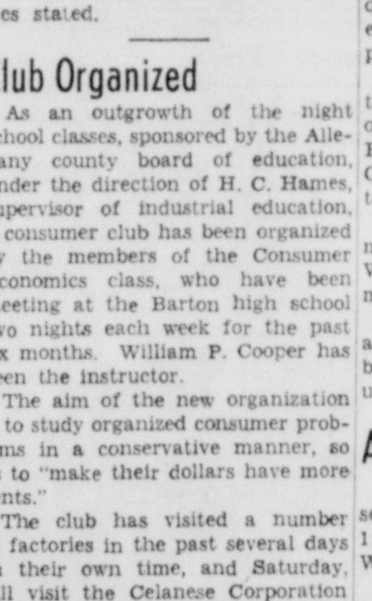 es stated.
lub Organized
As an outgrowth of the night
chool classes, sponsored by the Alle-
any county board of education,
nder the direction of H. C. Hames,
upervisor of industrial education,
consumer club has been organized
y the members of the Consumer
conomics class, who have been
eeting at the Barton high school
wo nights each week for the past
x months. William P. Cooper has
een the instructor.
The aim of the new organization
to study organized consumer prob-
ms in a conservative manner, so
s to "make their dollars have more
ents."
The club has visited a number
factories in the past several days
n their own time, and Saturday,
ll visit the Celanese Corporation